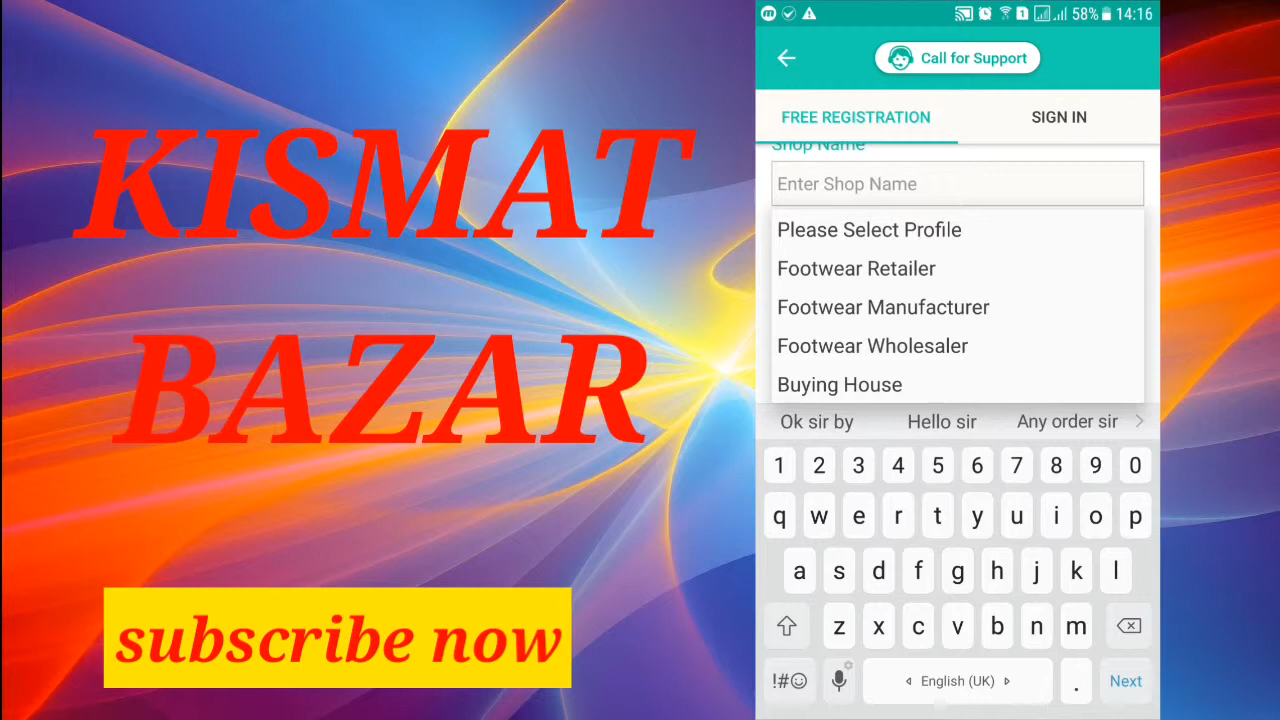 KISMAT
BAZAR
subscribe now
58% 14:16
Call for Support
FREE REGISTRATION SIGN IN
Shop Name
Enter Shop Name
Please Select Profile
Footwear Retailer
Footwear Manufacturer
Footwear Wholesaler
Buying House
Ok sir by Hello sir Any order sir
1 2 3 4 5 6 7 8 9 0
q w e r t y u i o p
a s d f g h j k l
z x c v b n m
!#☺ English (UK) . Next